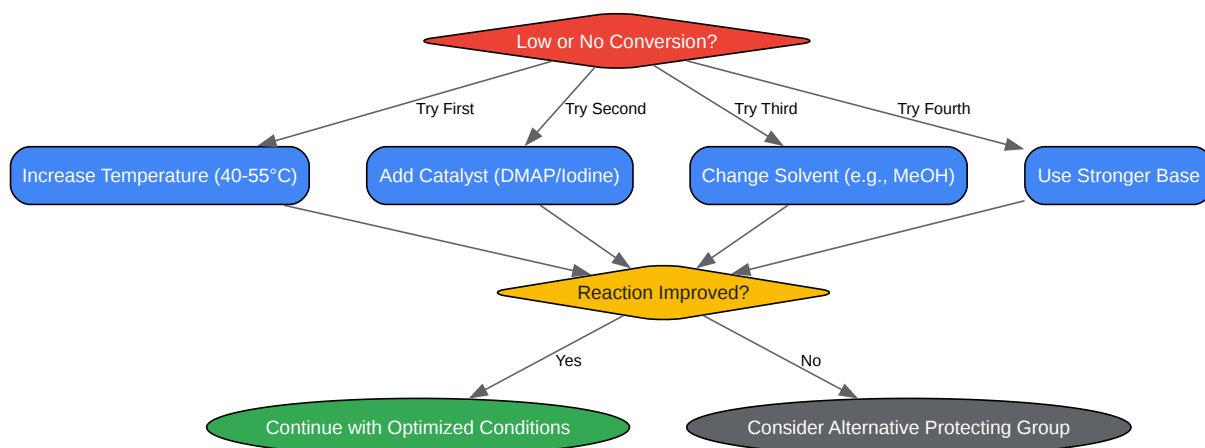 Low or No Conversion?
Try First
Try Second
Try Third
Try Fourth
Increase Temperature (40-55°C)
Add Catalyst (DMAP/Iodine)
Change Solvent (e.g., MeOH)
Use Stronger Base
Reaction Improved?
Yes
No
Continue with Optimized Conditions
Consider Alternative Protecting Group